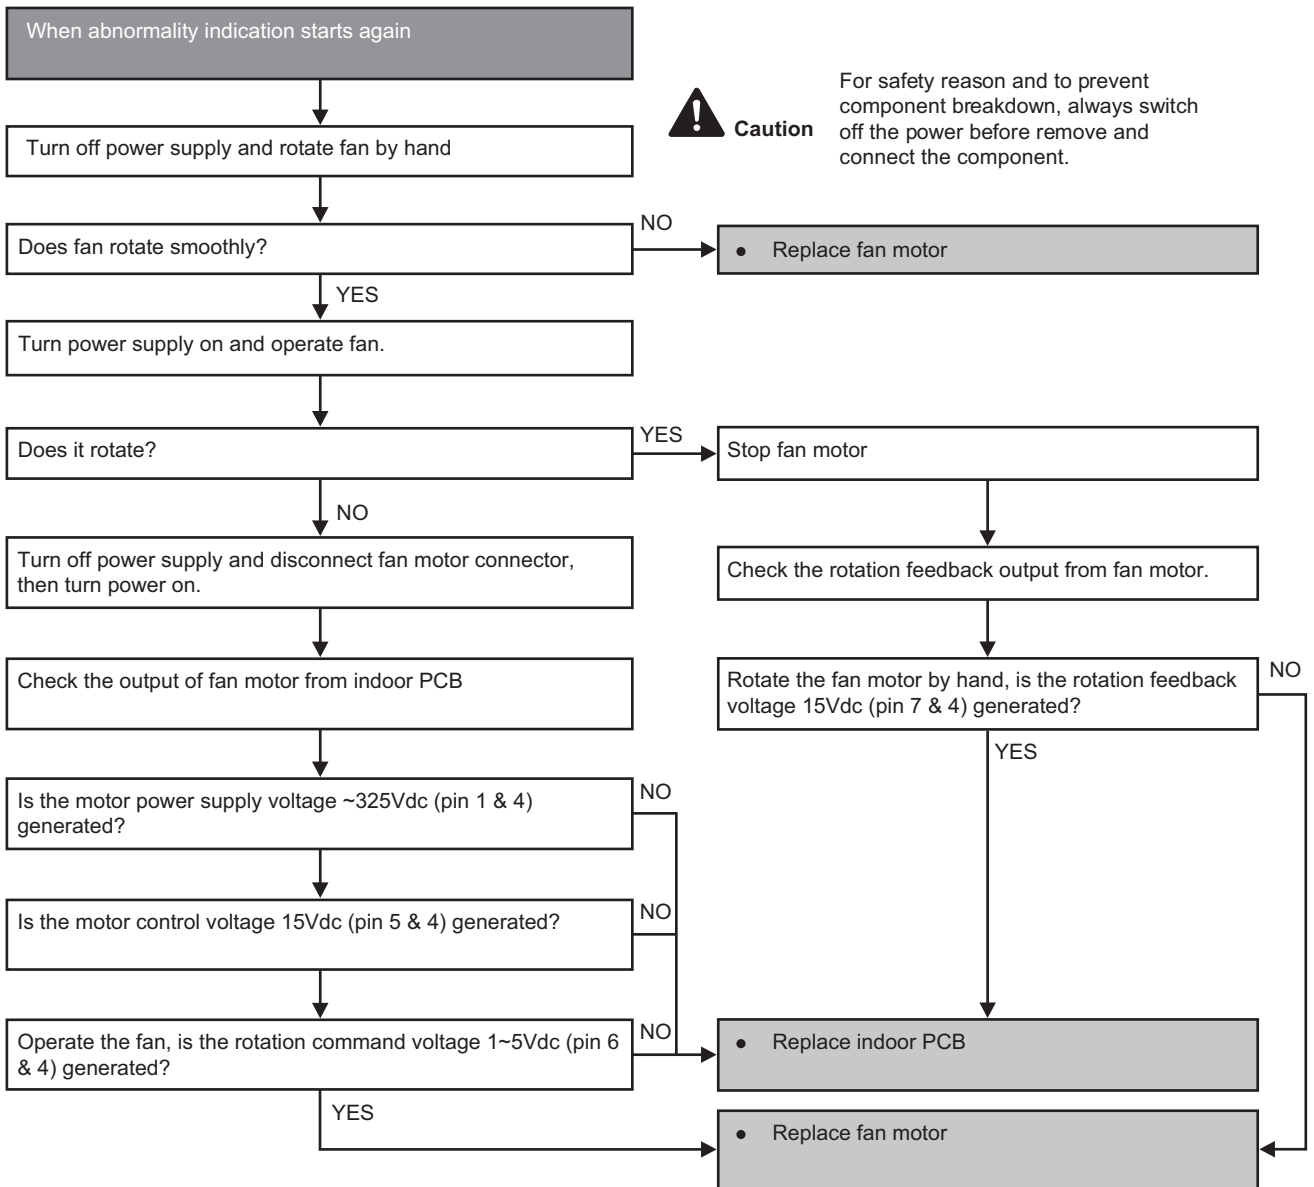 When abnormality indication starts again
For safety reason and to prevent
component breakdown, always switch
off the power before remove and
connect the component.
Caution
Turn off power supply and rotate fan by hand
Does fan rotate smoothly?
NO
● Replace fan motor
YES
Turn power supply on and operate fan.
Does it rotate?
YES
Stop fan motor
NO
Turn off power supply and disconnect fan motor connector,
then turn power on.
Check the rotation feedback output from fan motor.
Check the output of fan motor from indoor PCB
Rotate the fan motor by hand, is the rotation feedback
voltage 15Vdc (pin 7 & 4) generated?
NO
YES
Is the motor power supply voltage ~325Vdc (pin 1 & 4)
generated?
NO
Is the motor control voltage 15Vdc (pin 5 & 4) generated?
NO
Operate the fan, is the rotation command voltage 1~5Vdc (pin 6
& 4) generated?
NO
● Replace indoor PCB
YES
● Replace fan motor